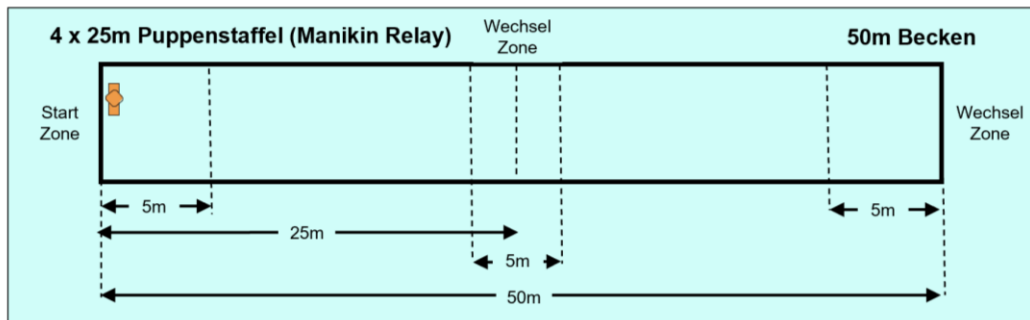 4 x 25m Puppenstaffel (Manikin Relay)
Wechsel
Zone
50m Becken
Start
Zone
Wechsel
Zone
5m
5m
25m
5m
50m